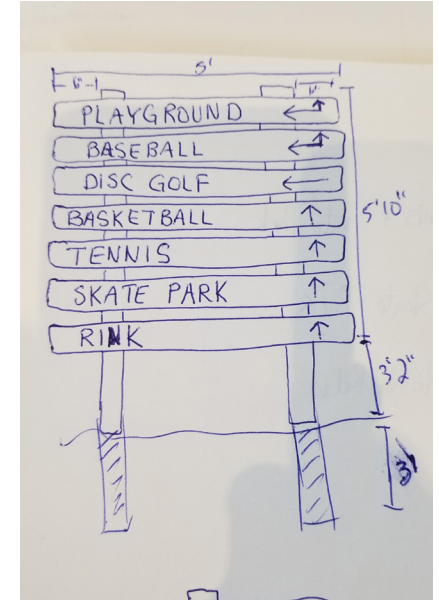 5'
6" 6"
PLAYGROUND
BASEBALL
DISC GOLF
BASKETBALL
TENNIS
SKATE PARK
RINK
5'10"
3'2"
3'